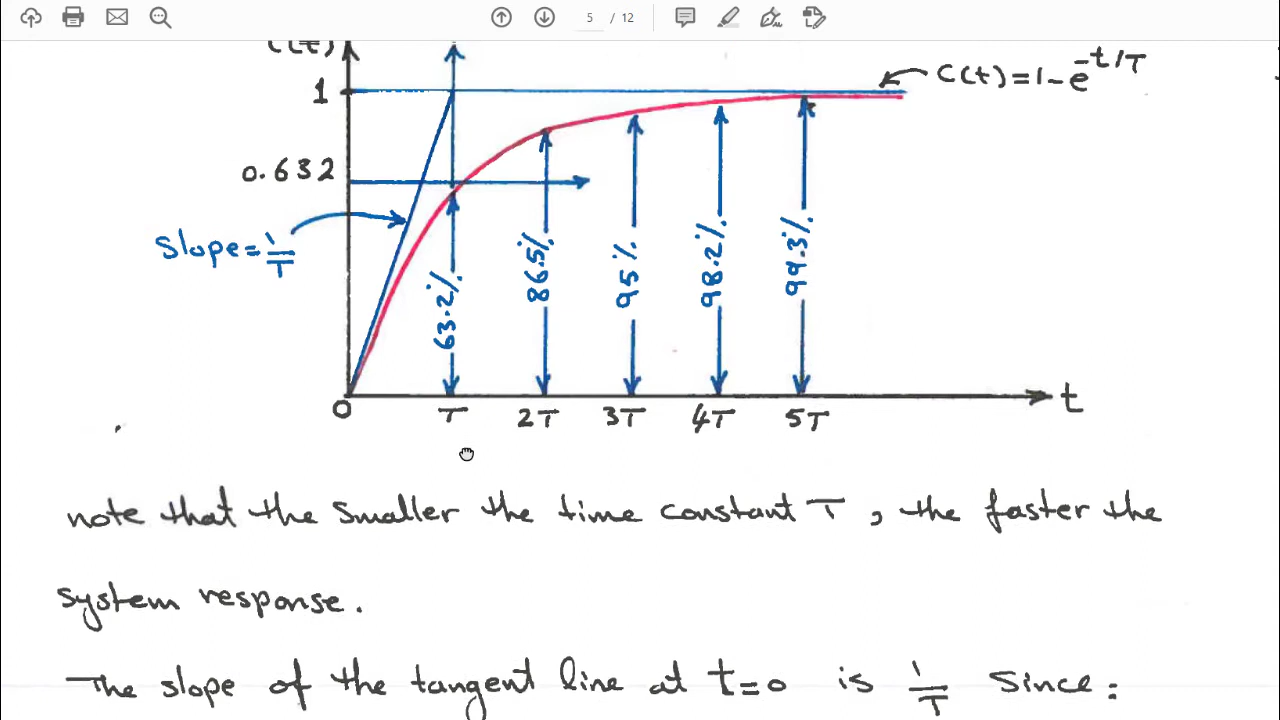 5 / 12
c(t)
1
c(t)=1-e^-t/T
0.632
Slope=1/T
63.2%
86.5%
95%
98.2%
99.3%
0 T 2T 3T 4T 5T t
note that the smaller the time constant T, the faster the
system response.
The slope of the tangent line at t=0 is 1/T since: